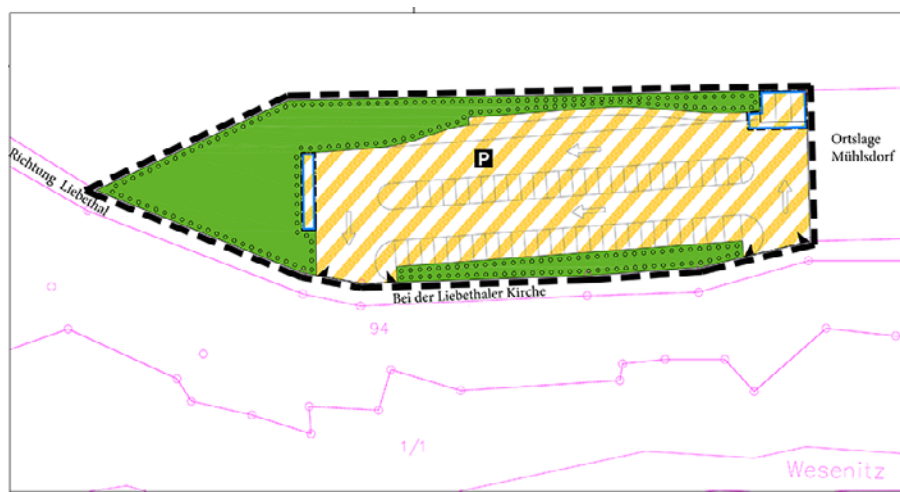 P
Ortslage
Mühlsdorf
Richtung Liebethal
Bei der Liebethaler Kirche
94
1/1
Wesenitz